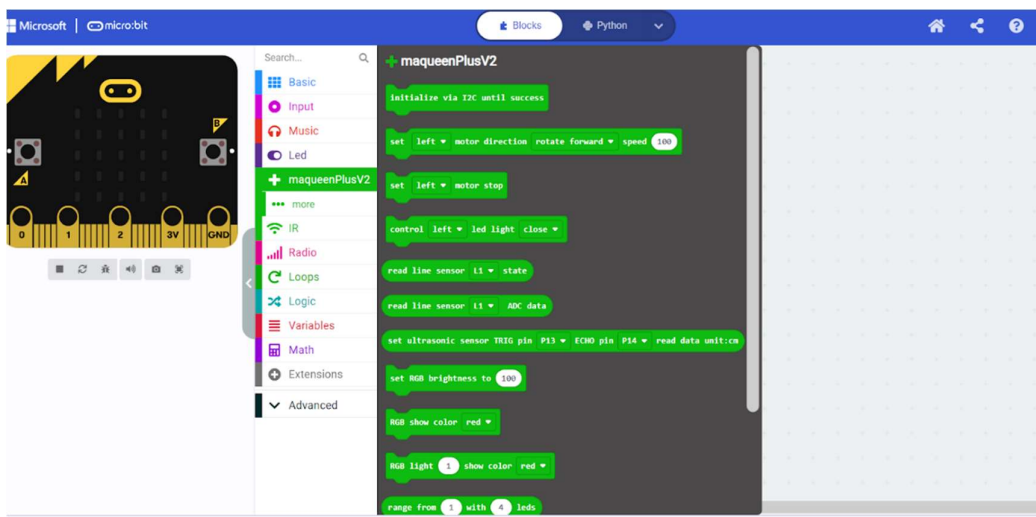 Microsoft | micro:bit
Blocks
Python
A
B
0 1 2 3V GND
Search...
Basic
Input
Music
Led
maqueenPlusV2
more
IR
Radio
Loops
Logic
Variables
Math
Extensions
Advanced
maqueenPlusV2
initialize via I2C until success
set left motor direction rotate forward speed 100
set left motor stop
control left led light close
read line sensor L1 state
read line sensor L1 ADC data
set ultrasonic sensor TRIG pin P13 ECHO pin P14 read data unit:cm
set RGB brightness to 100
RGB show color red
RGB light 1 show color red
range from 1 with 4 leds